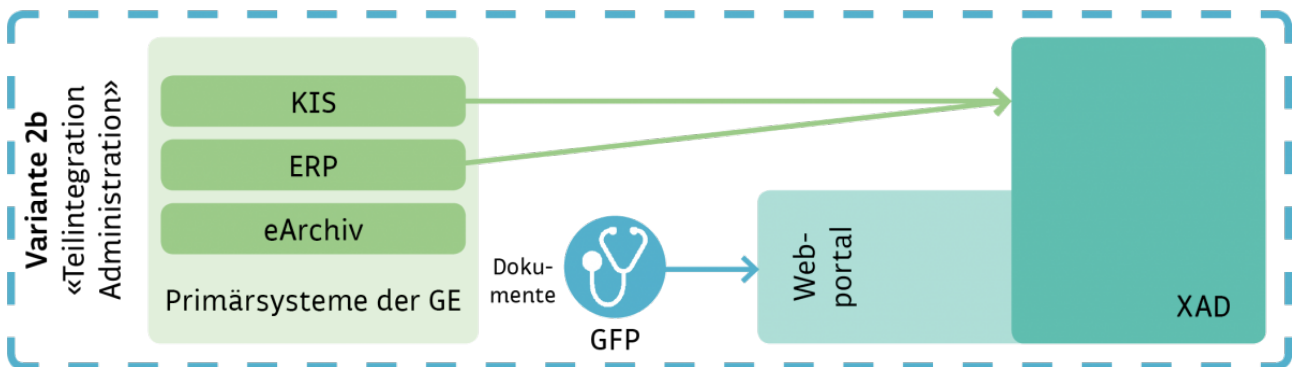 Variante 2b
«Teilintegration
Administration»
KIS
ERP
eArchiv
Primärsysteme der GE
Doku-
mente
GFP
Web-
portal
XAD